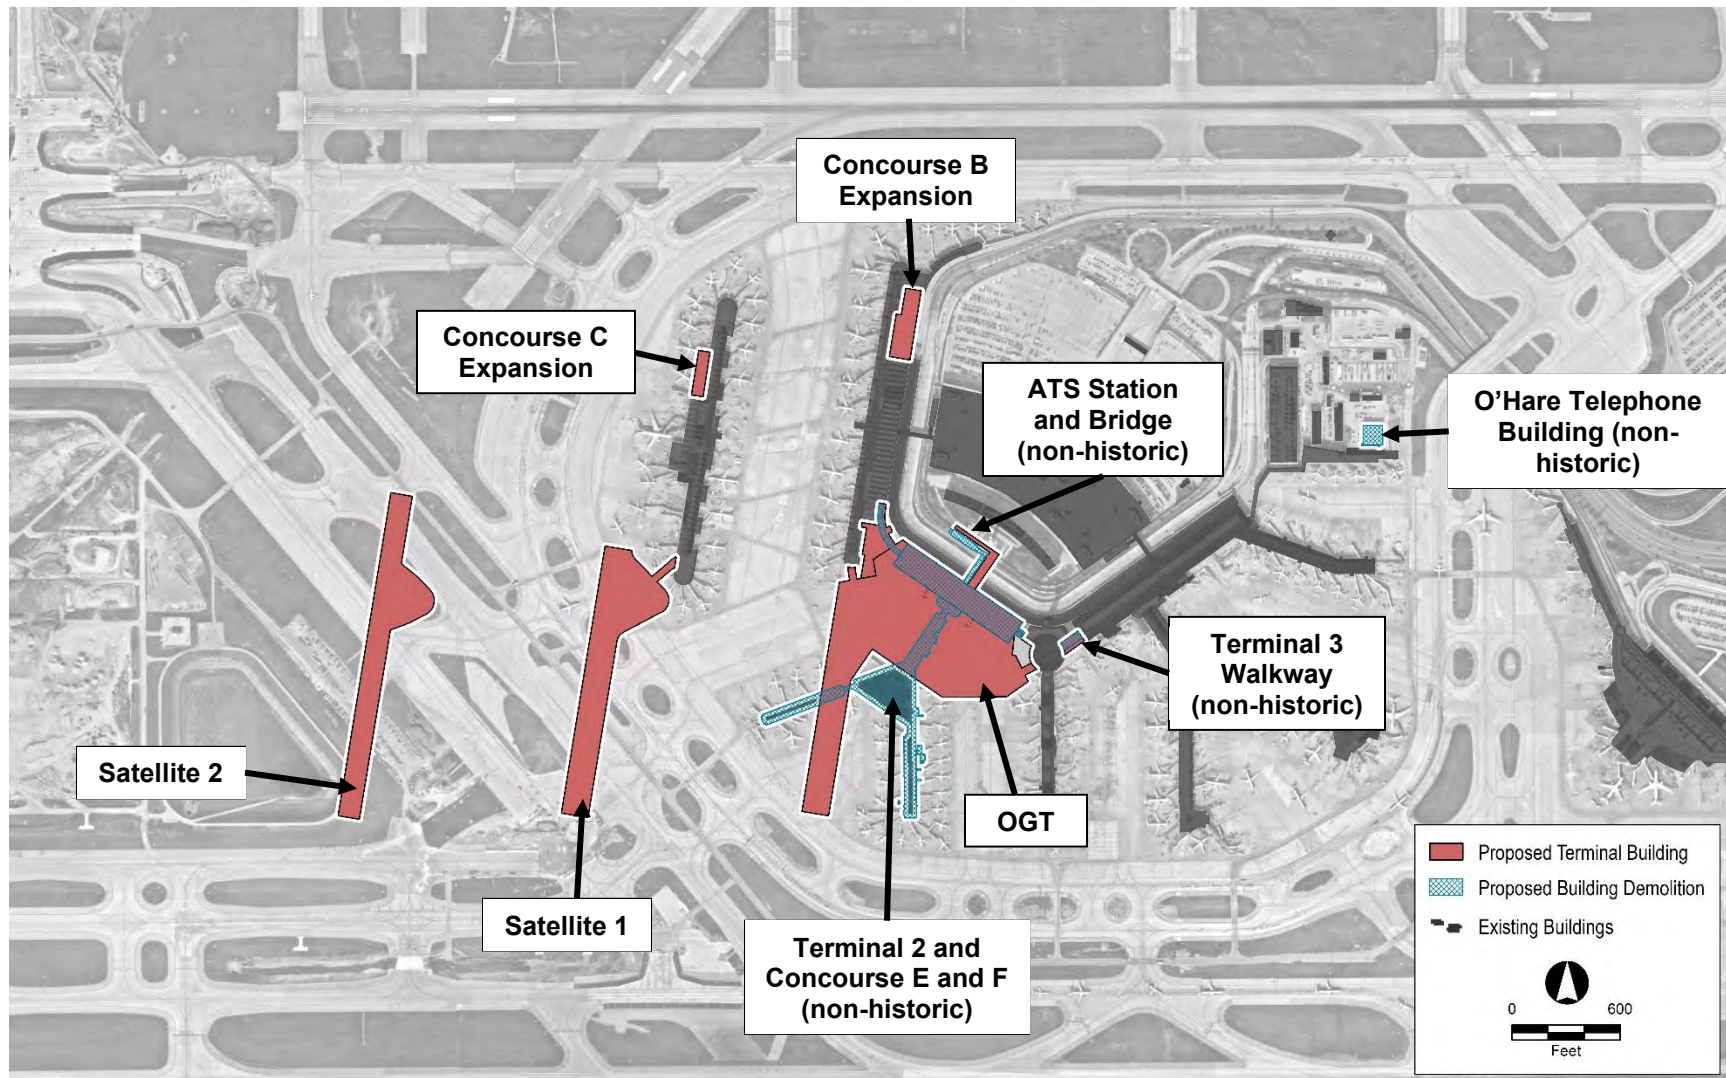 Concourse B
Expansion
Concourse C
Expansion
ATS Station
and Bridge
(non-historic)
O’Hare Telephone
Building (non-
historic)
Terminal 3
Walkway
(non-historic)
Satellite 2
OGT
Satellite 1
Terminal 2 and
Concourse E and F
(non-historic)
Proposed Terminal Building
Proposed Building Demolition
Existing Buildings
0 600
Feet